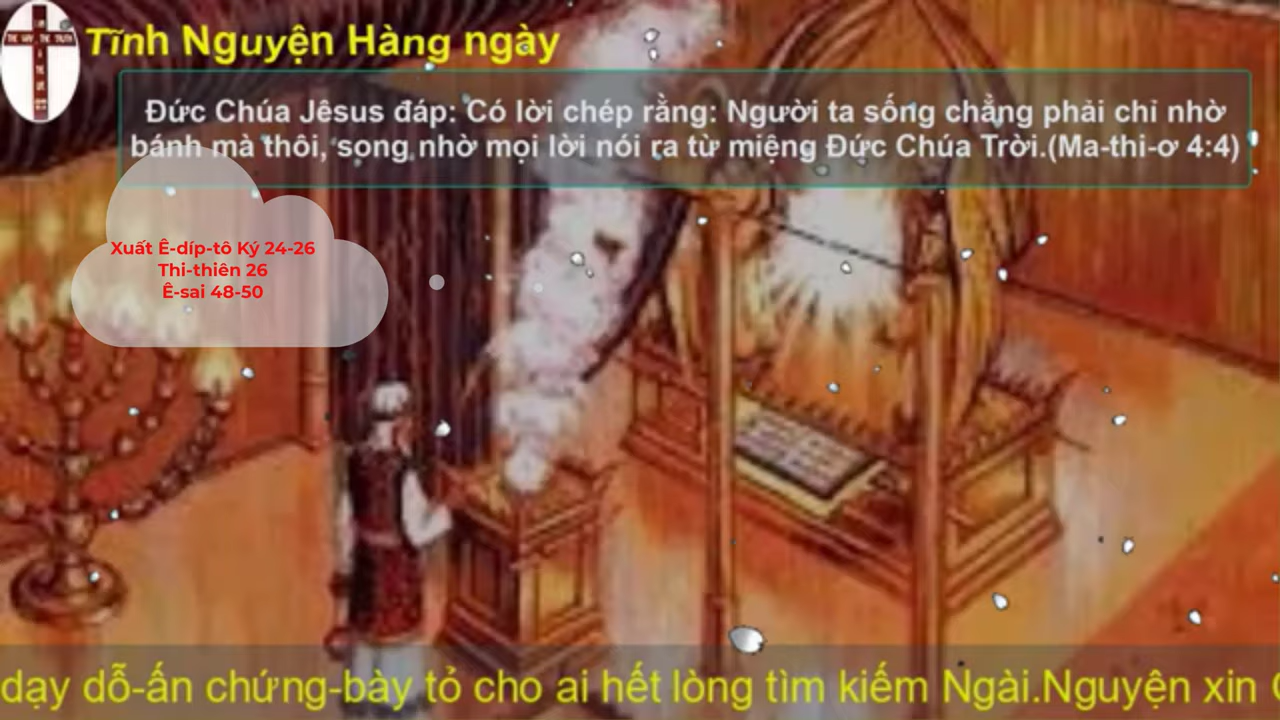 Tĩnh Nguyện Hàng ngày
Đức Chúa Jêsus đáp: Có lời chép rằng: Người ta sống chẳng phải chỉ nhờ
bánh mà thôi, song nhờ mọi lời nói ra từ miệng Đức Chúa Trời.(Ma-thi-ơ 4:4)
Xuất Ê-díp-tô Ký 24-26
Thi-thiên 26
Ê-sai 48-50
dạy dỗ-ấn chứng-bày tỏ cho ai hết lòng tìm kiếm Ngài.Nguyện xin